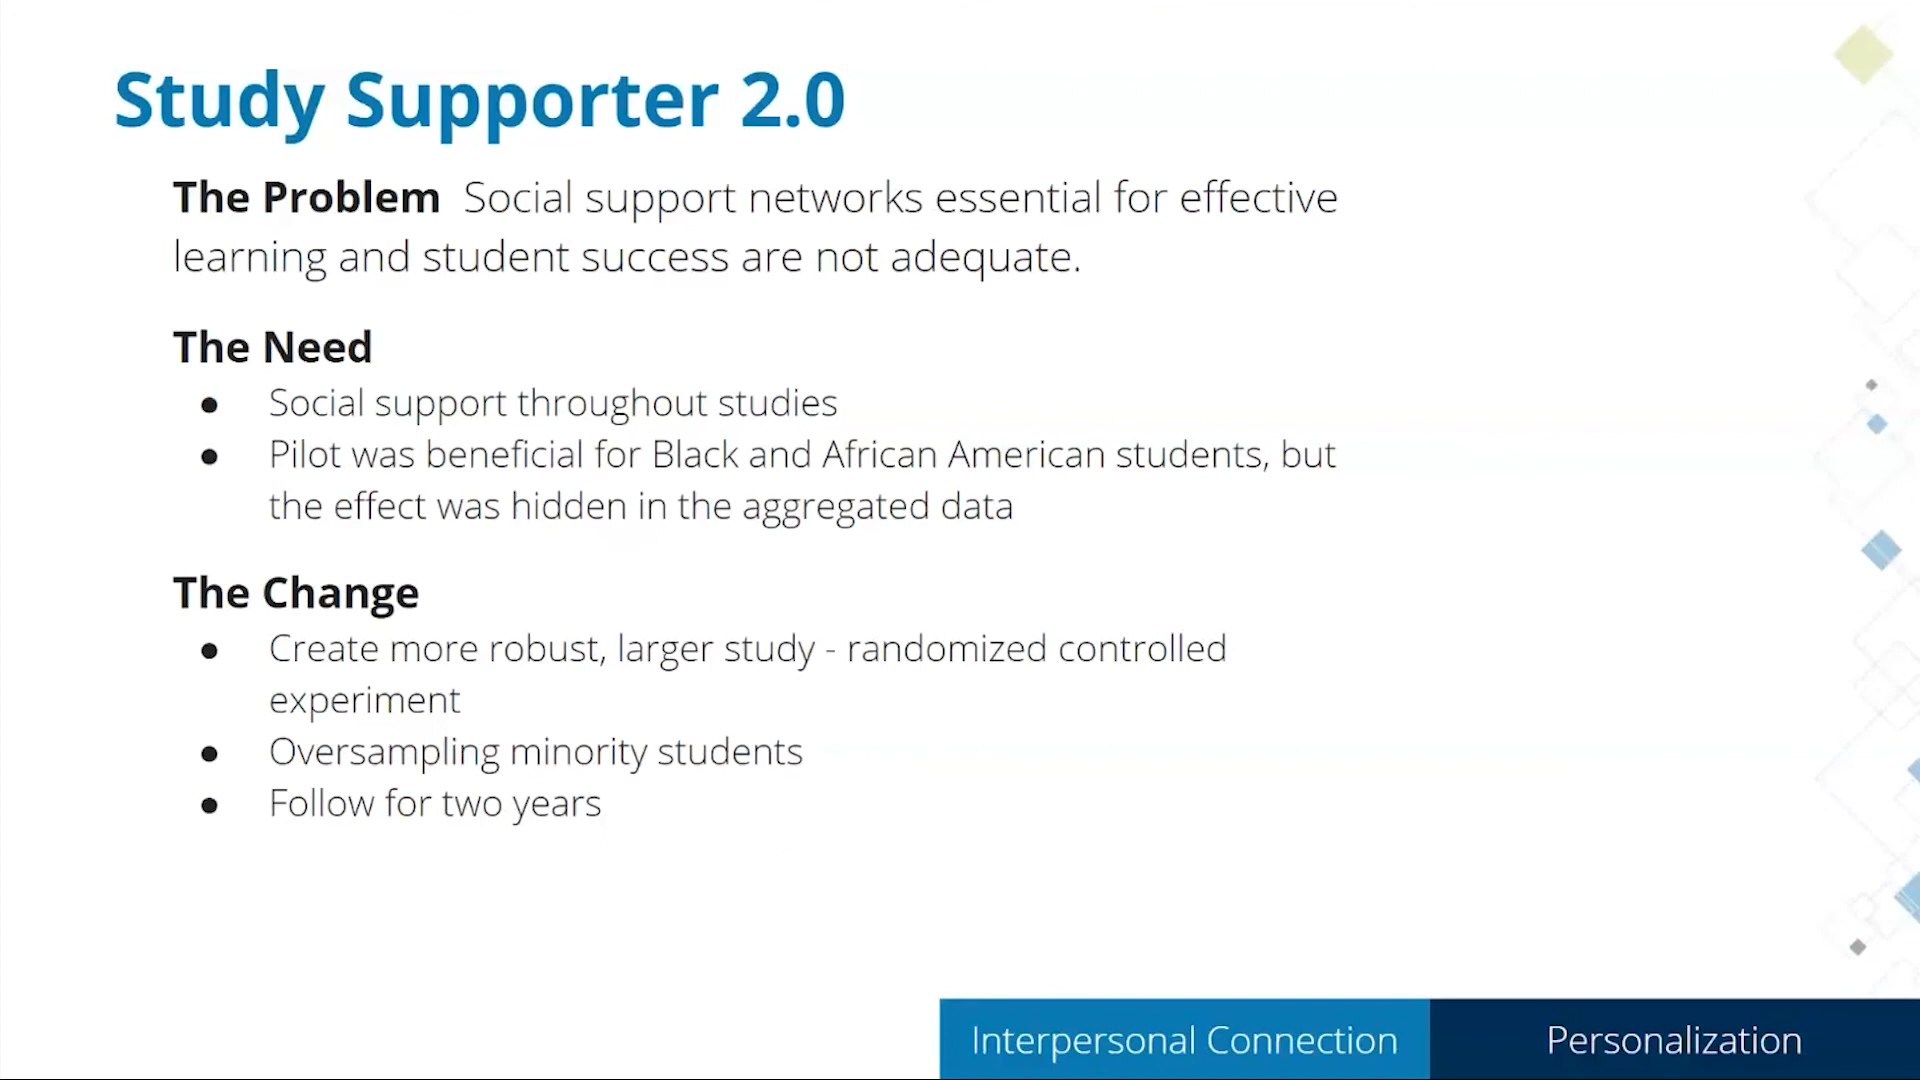 Study Supporter 2.0
The Problem Social support networks essential for effective
learning and student success are not adequate.
The Need
● Social support throughout studies
● Pilot was beneficial for Black and African American students, but
the effect was hidden in the aggregated data
The Change
● Create more robust, larger study - randomized controlled
experiment
● Oversampling minority students
● Follow for two years
Interpersonal Connection
Personalization